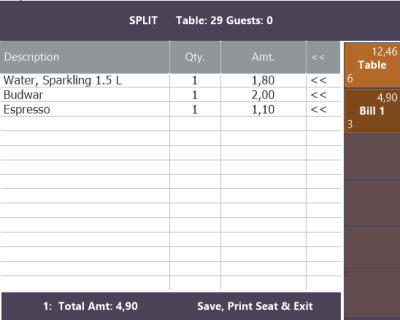 SPLIT Table: 29 Guests: 0
Description Qty. Amt. <<
Water, Sparkling 1.5 L 1 1,80 <<
Budwar 1 2,00 <<
Espresso 1 1,10 <<
12,46
Table
6
4,90
Bill 1
3
1: Total Amt: 4,90 Save, Print Seat & Exit